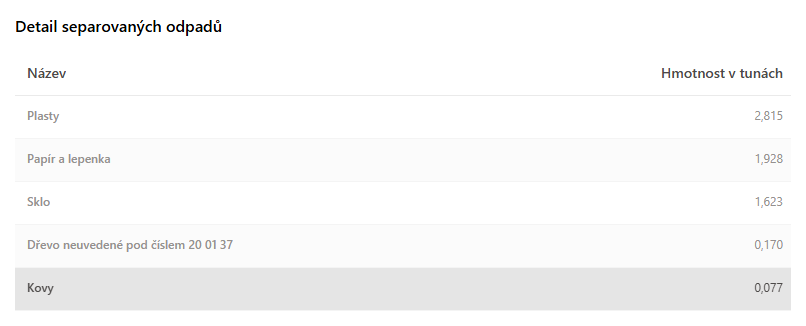 Detail separovaných odpadů
Název Hmotnost v tunách
Plasty 2,815
Papír a lepenka 1,928
Sklo 1,623
Dřevo neuvedené pod číslem 20 01 37 0,170
Kovy 0,077